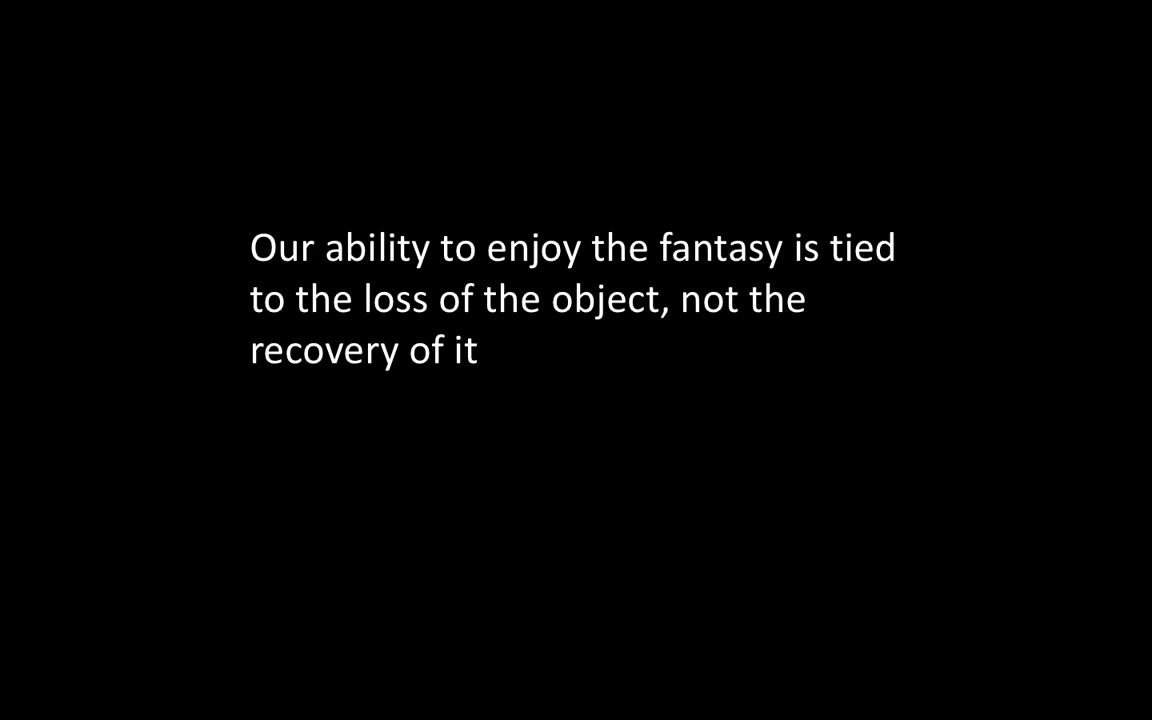 Our ability to enjoy the fantasy is tied
to the loss of the object, not the
recovery of it